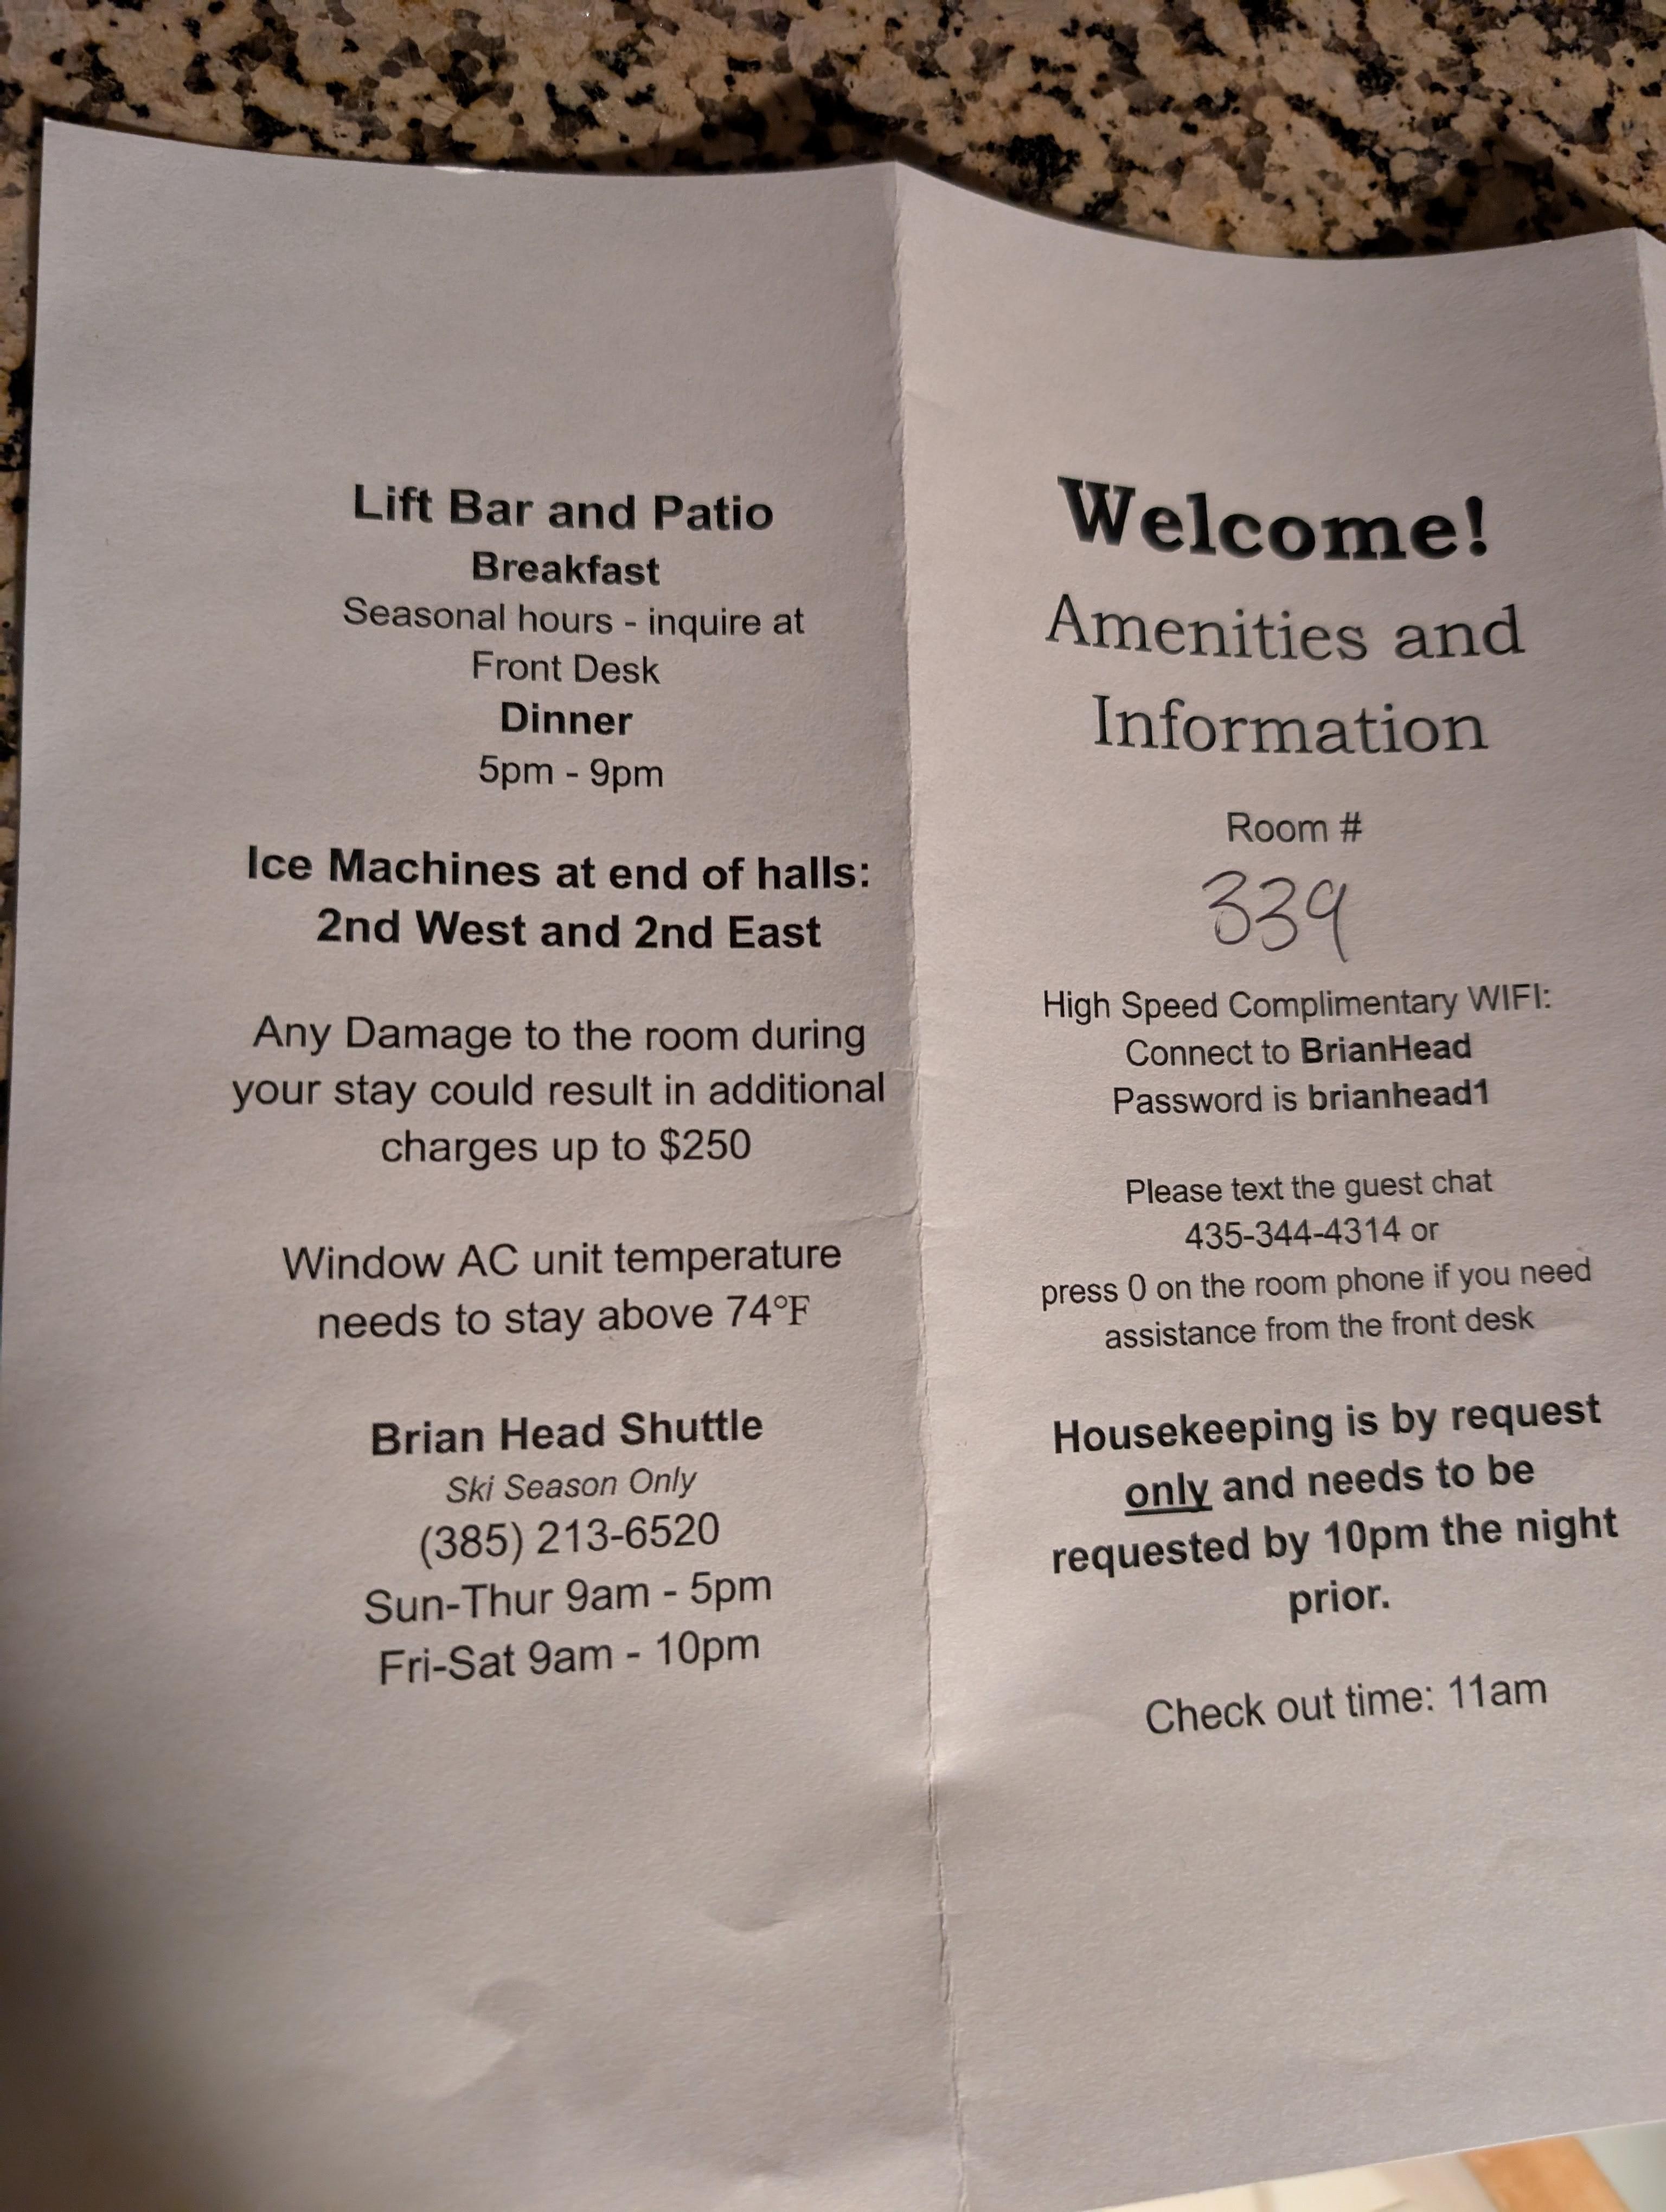 Lift Bar and Patio
Breakfast
Seasonal hours - inquire at
Front Desk
Dinner
5pm - 9pm
Ice Machines at end of halls:
2nd West and 2nd East
Any Damage to the room during
your stay could result in additional
charges up to $250
Window AC unit temperature
needs to stay above 74°F
Brian Head Shuttle
Ski Season Only
(385) 213-6520
Sun-Thur 9am - 5pm
Fri-Sat 9am - 10pm
Welcome!
Amenities and
Information
Room #
339
High Speed Complimentary WIFI:
Connect to BrianHead
Password is brianhead1
Please text the guest chat
435-344-4314 or
press 0 on the room phone if you need
assistance from the front desk
Housekeeping is by request
only and needs to be
requested by 10pm the night
prior.
Check out time: 11am